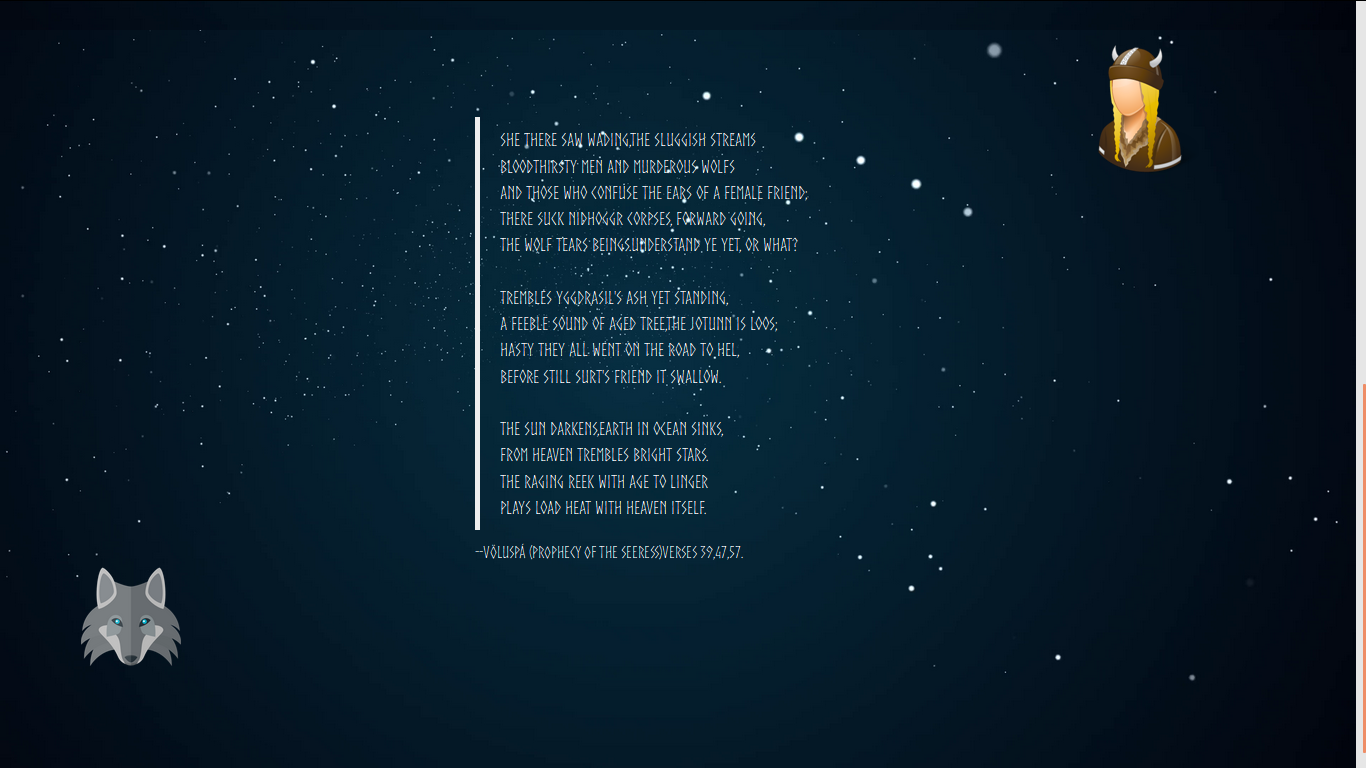 SHE THERE SAW WADING,THE SLUGGISH STREAMS
BLOODTHIRSTY MEN AND MURDEROUS WOLFS
AND THOSE WHO CONFUISE THE EARS OF A FEMALE FRIEND;
THERE SUCK NIDHOGGR CORPSES, FORWARD GOING,
THE WOLF TEARS BEINGS.UNDERSTAND YE YET, OR WHAT?
TREMBLES YGGDRASIL'S ASH YET STANDING,
A FEEBLE SOUND OF AGED TREE,THE JOTUNN IS LOOS;
HASTY THEY ALL WENT ON THE ROAD TO HEL,
BEFORE STILL SURT'S FRIEND IT SWALLOW.
THE SUN DARKENS,EARTH IN OCEAN SINKS,
FROM HEAVEN TREMBLES BRIGHT STARS.
THE RAGING REEK WITH AGE TO LINGER
PLAYS LOAD HEAT WITH HEAVEN ITSELF.
--VÖLUSPÁ (PROPHECY OF THE SEERESS)VERSES 39,47,57.